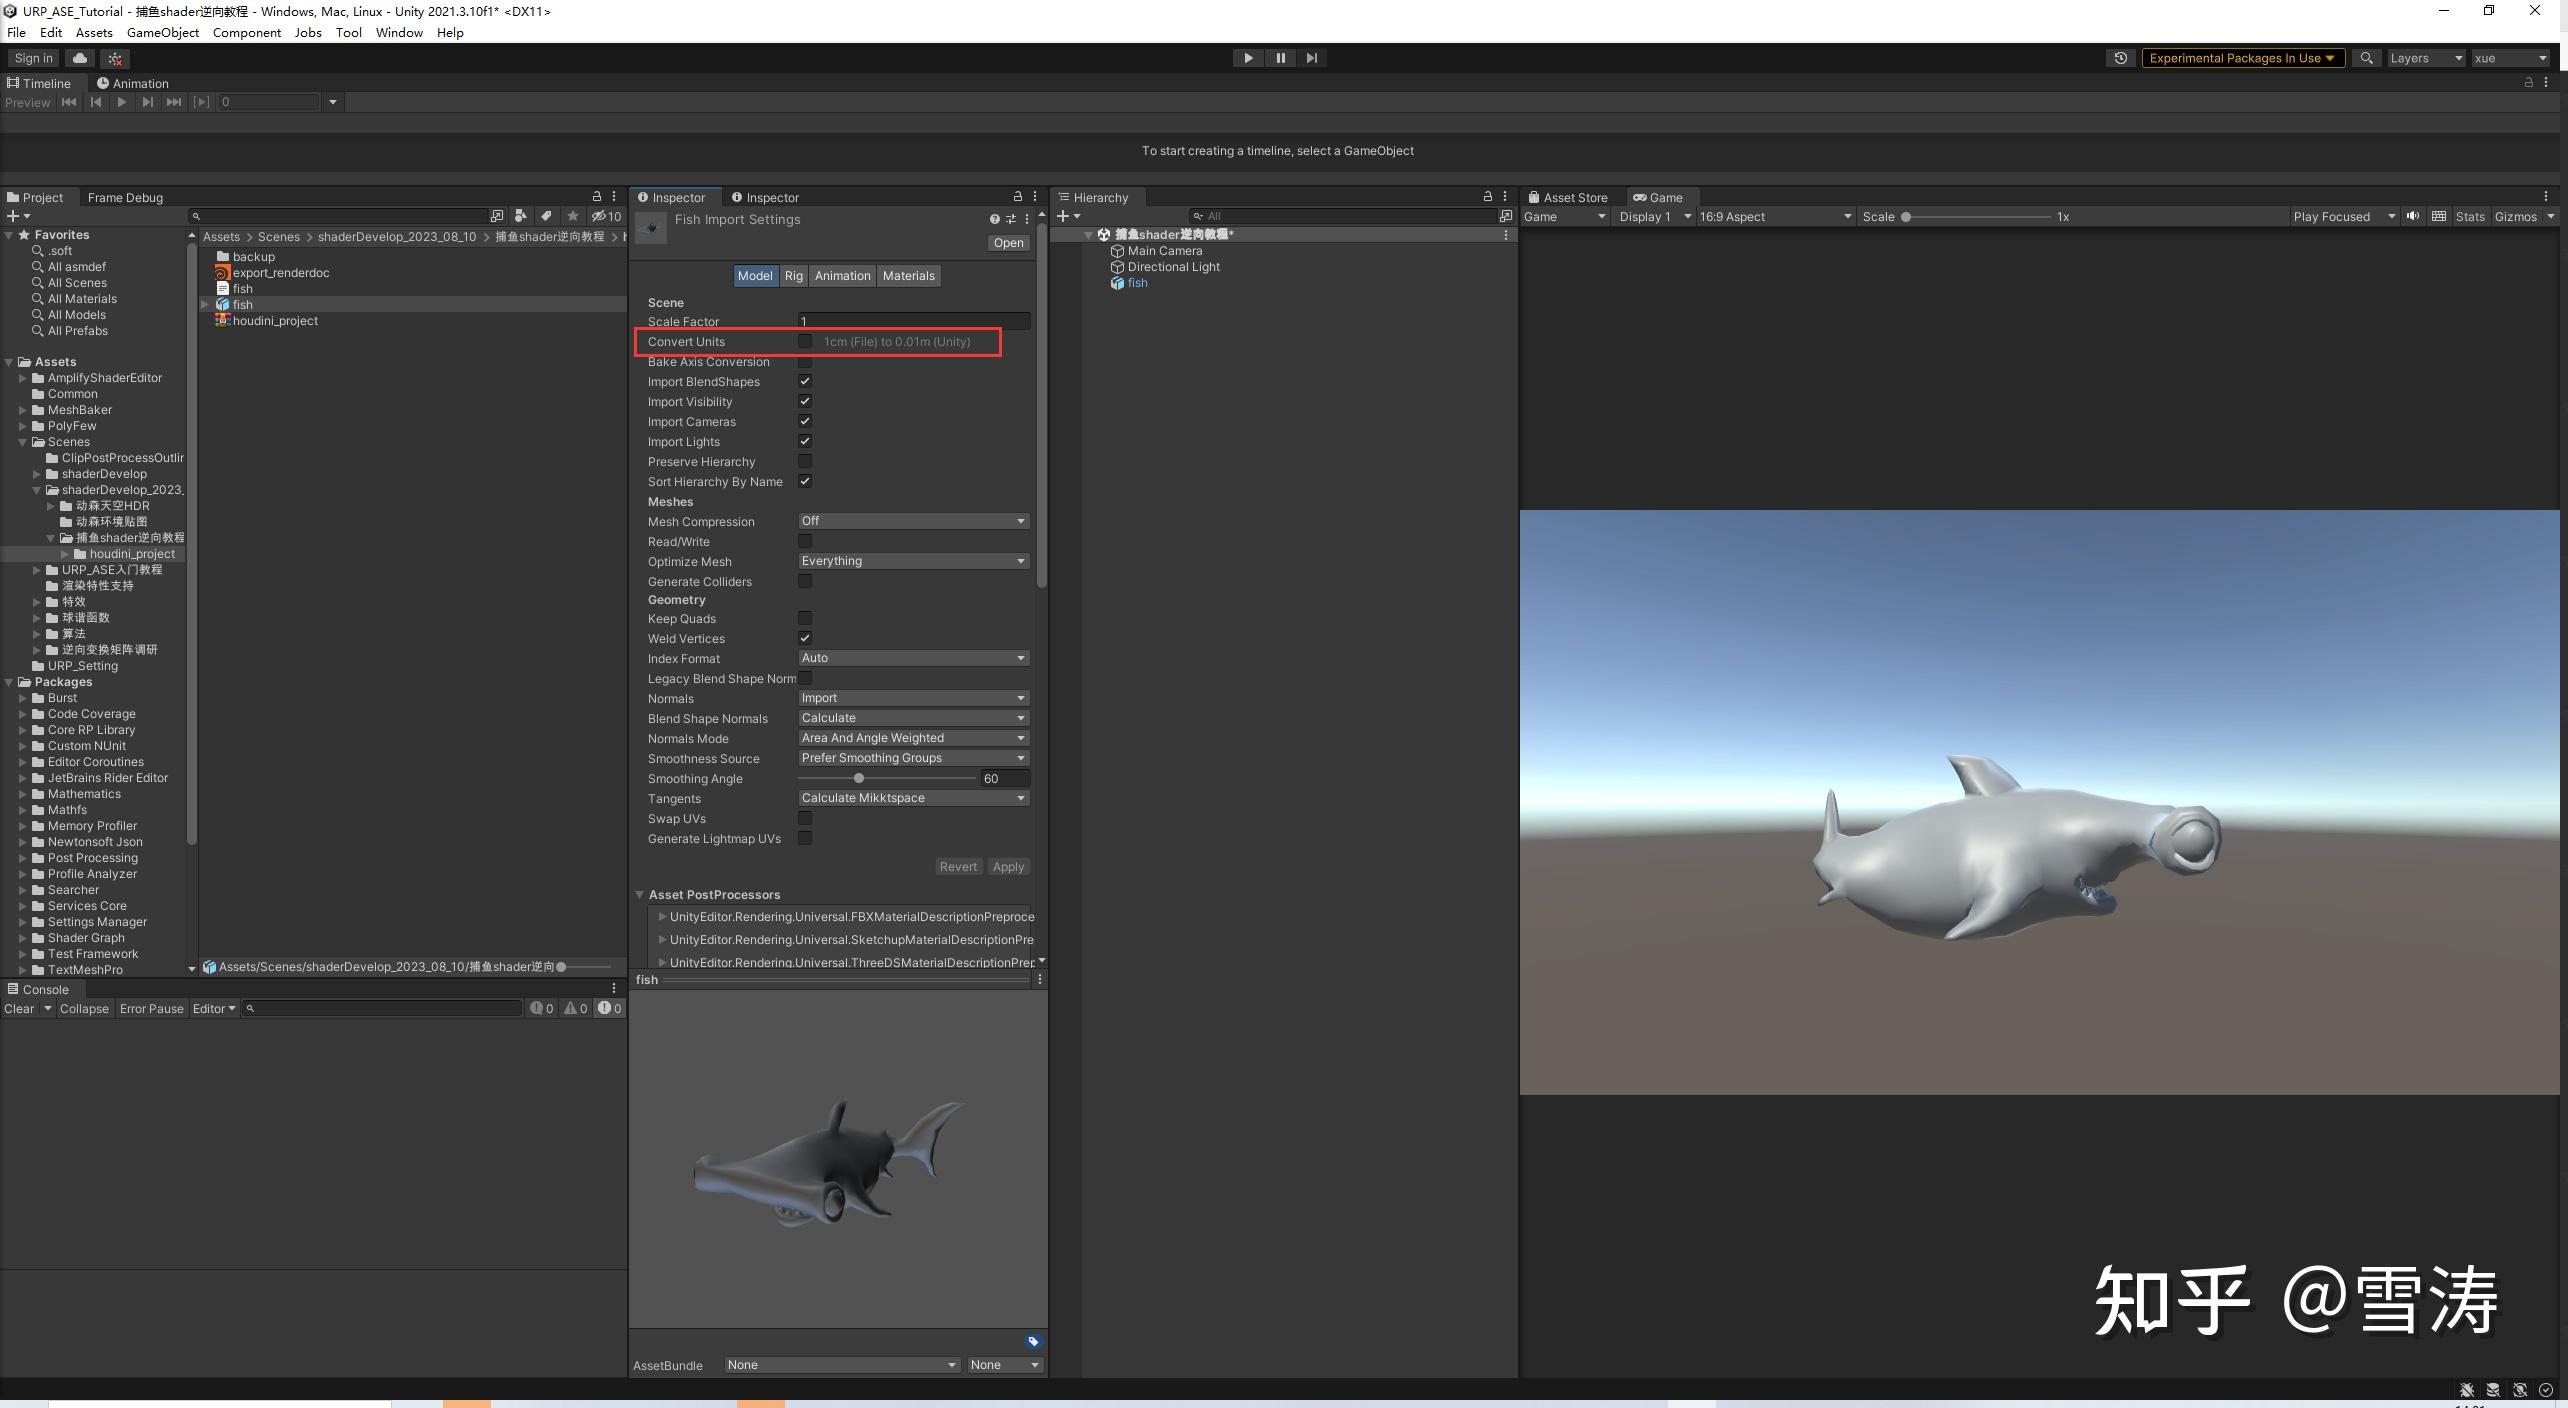 URP_ASE_Tutorial - 捕鱼shader逆向教程 - Windows, Mac, Linux - Unity 2021.3.10f1* <DX11>
File Edit Assets GameObject Component Jobs Tool Window Help
Sign in
Experimental Packages In Use
Layers
xue
Timeline
Animation
Preview
0
To start creating a timeline, select a GameObject
Project
Frame Debug
10
Favorites
.soft
All asmdef
All Scenes
All Materials
All Models
All Prefabs
Assets
AmplifyShaderEditor
Common
MeshBaker
PolyFew
Scenes
ClipPostProcessOutlir
shaderDevelop
shaderDevelop_2023_
动森天空HDR
动森环境贴图
捕鱼shader逆向教程
houdini_project
URP_ASE入门教程
渲染特性支持
特效
球谐函数
算法
逆向变换矩阵调研
URP_Setting
Packages
Burst
Code Coverage
Core RP Library
Custom NUnit
Editor Coroutines
JetBrains Rider Editor
Mathematics
Mathfs
Memory Profiler
Newtonsoft Json
Post Processing
Profile Analyzer
Searcher
Services Core
Settings Manager
Shader Graph
Test Framework
TextMeshPro
Assets > Scenes > shaderDevelop_2023_08_10 > 捕鱼shader逆向教程 >
backup
export_renderdoc
fish
fish
houdini_project
Assets/Scenes/shaderDevelop_2023_08_10/捕鱼shader逆向
Console
Clear Collapse Error Pause Editor 0 0 0
Inspector
Inspector
Fish Import Settings
Open
Model Rig Animation Materials
Scene
Scale Factor 1
Convert Units 1cm (File) to 0.01m (Unity)
Bake Axis Conversion
Import BlendShapes
Import Visibility
Import Cameras
Import Lights
Preserve Hierarchy
Sort Hierarchy By Name
Meshes
Mesh Compression Off
Read/Write
Optimize Mesh Everything
Generate Colliders
Geometry
Keep Quads
Weld Vertices
Index Format Auto
Legacy Blend Shape Norm
Normals Import
Blend Shape Normals Calculate
Normals Mode Area And Angle Weighted
Smoothness Source Prefer Smoothing Groups
Smoothing Angle 60
Tangents Calculate Mikktspace
Swap UVs
Generate Lightmap UVs
Revert Apply
Asset PostProcessors
UnityEditor.Rendering.Universal.FBXMaterialDescriptionPreproce
UnityEditor.Rendering.Universal.SketchupMaterialDescriptionPre
UnityEditor.Rendering.Universal.ThreeDSMaterialDescriptionPrep
fish
AssetBundle None None
Hierarchy
All
捕鱼shader逆向教程*
Main Camera
Directional Light
fish
Asset Store
Game
Game Display 1 16:9 Aspect Scale 1x Play Focused Stats Gizmos
知乎 @雪涛